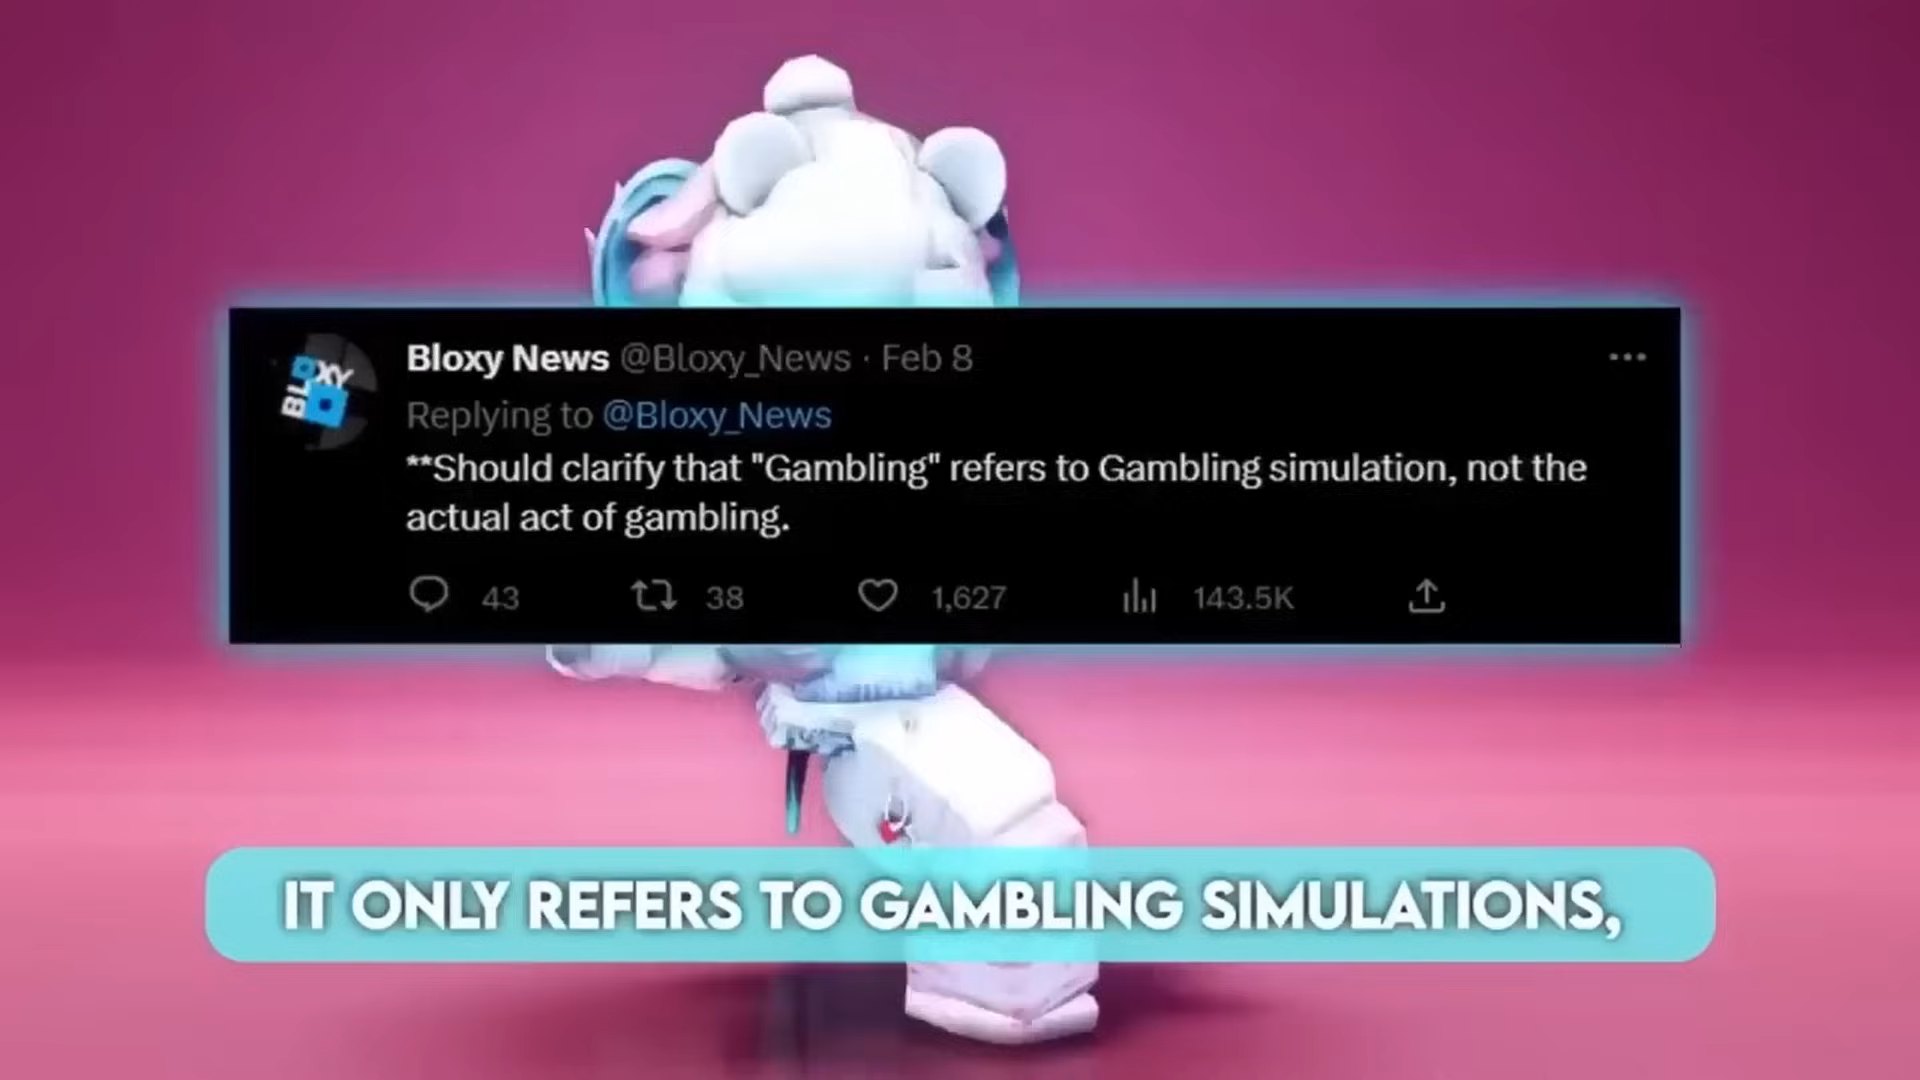 BLOXY
Bloxy News @Bloxy_News · Feb 8
Replying to @Bloxy_News
**Should clarify that "Gambling" refers to Gambling simulation, not the
actual act of gambling.
43 38 1,627 143.5K
IT ONLY REFERS TO GAMBLING SIMULATIONS,